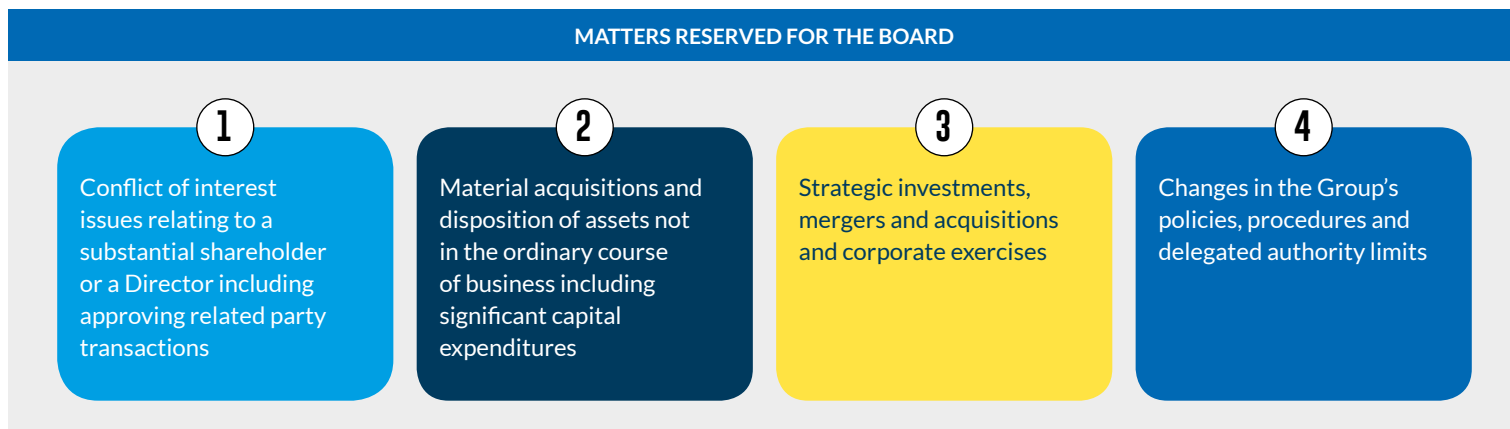 MATTERS RESERVED FOR THE BOARD
1
Conflict of interest
issues relating to a
substantial shareholder
or a Director including
approving related party
transactions
2
Material acquisitions and
disposition of assets not
in the ordinary course
of business including
significant capital
expenditures
3
Strategic investments,
mergers and acquisitions
and corporate exercises
4
Changes in the Group’s
policies, procedures and
delegated authority limits